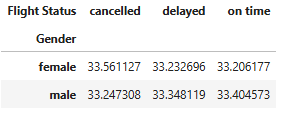 Flight Status cancelled delayed on time
Gender
female 33.561127 33.232696 33.206177
male 33.247308 33.348119 33.404573